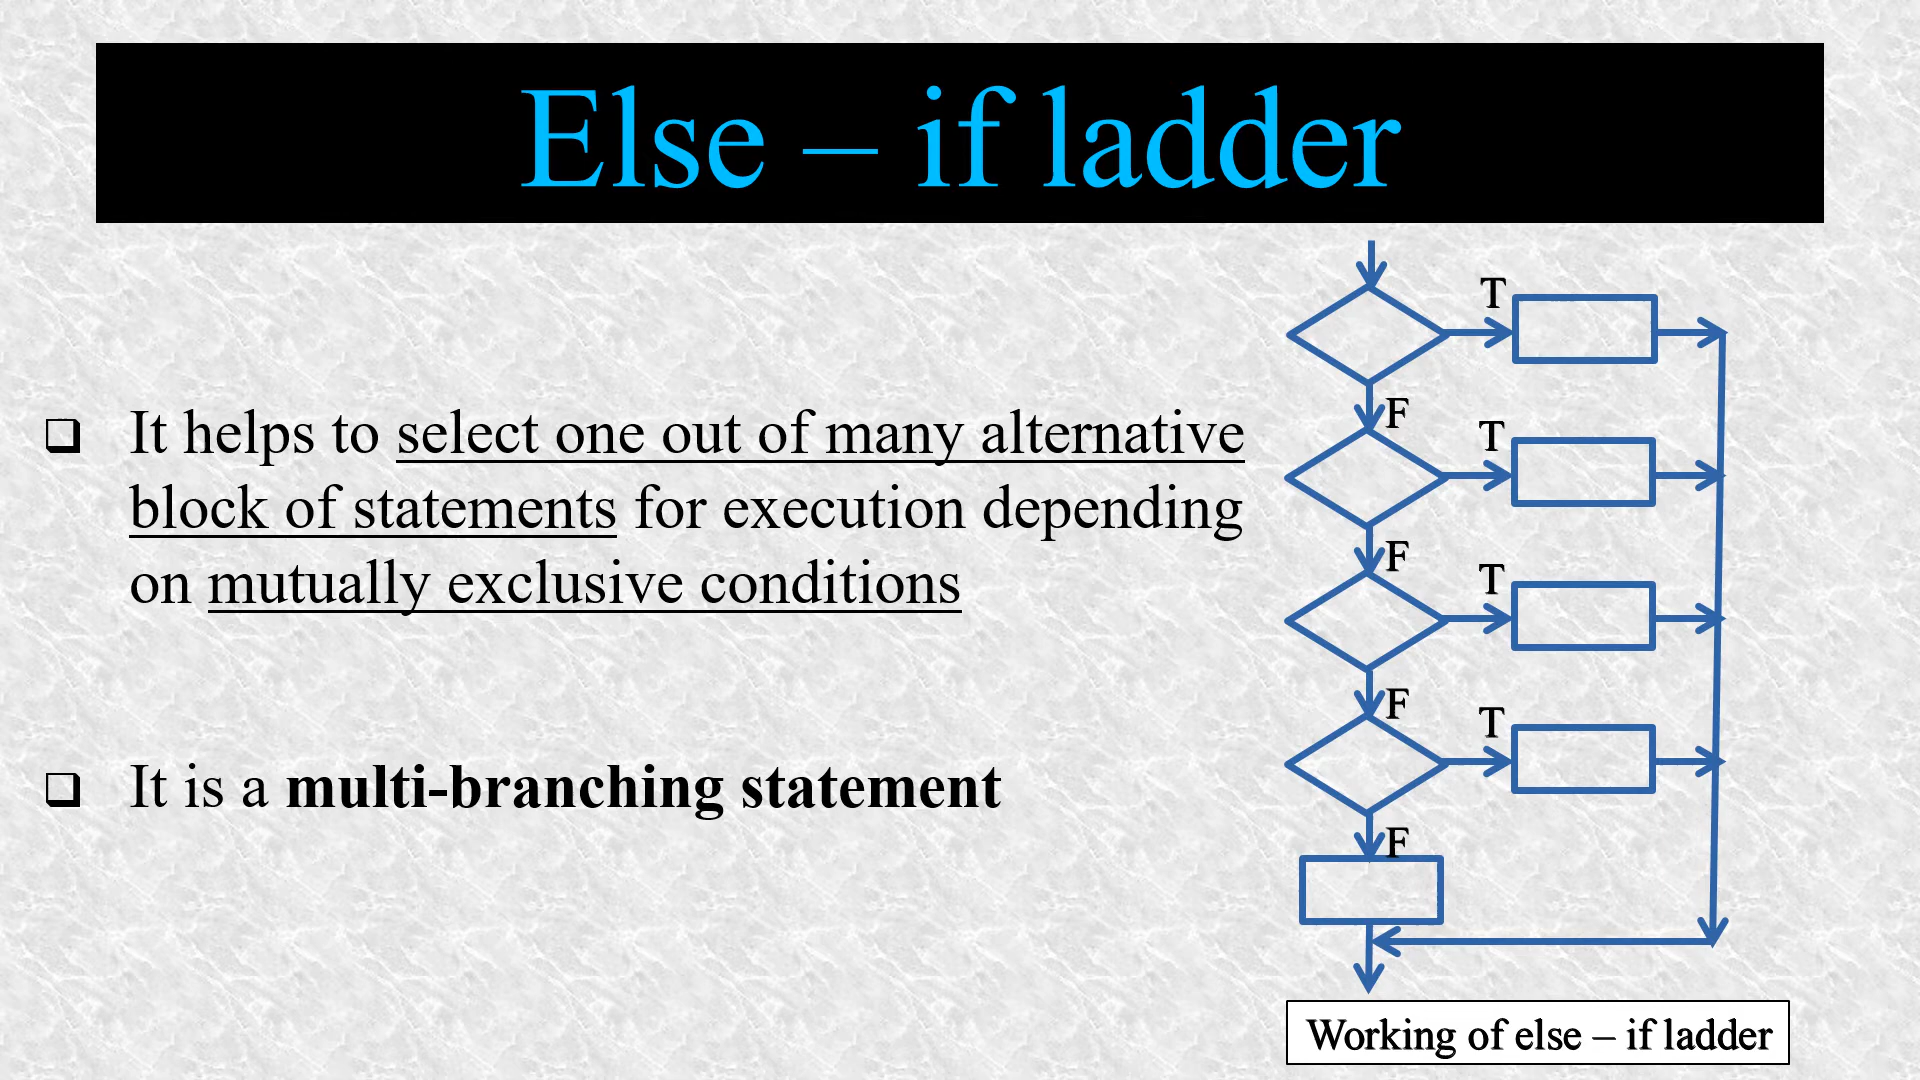 Else – if ladder
❑ It helps to select one out of many alternative
block of statements for execution depending
on mutually exclusive conditions
❑ It is a multi-branching statement
T
F
T
F
T
F
T
F
Working of else – if ladder